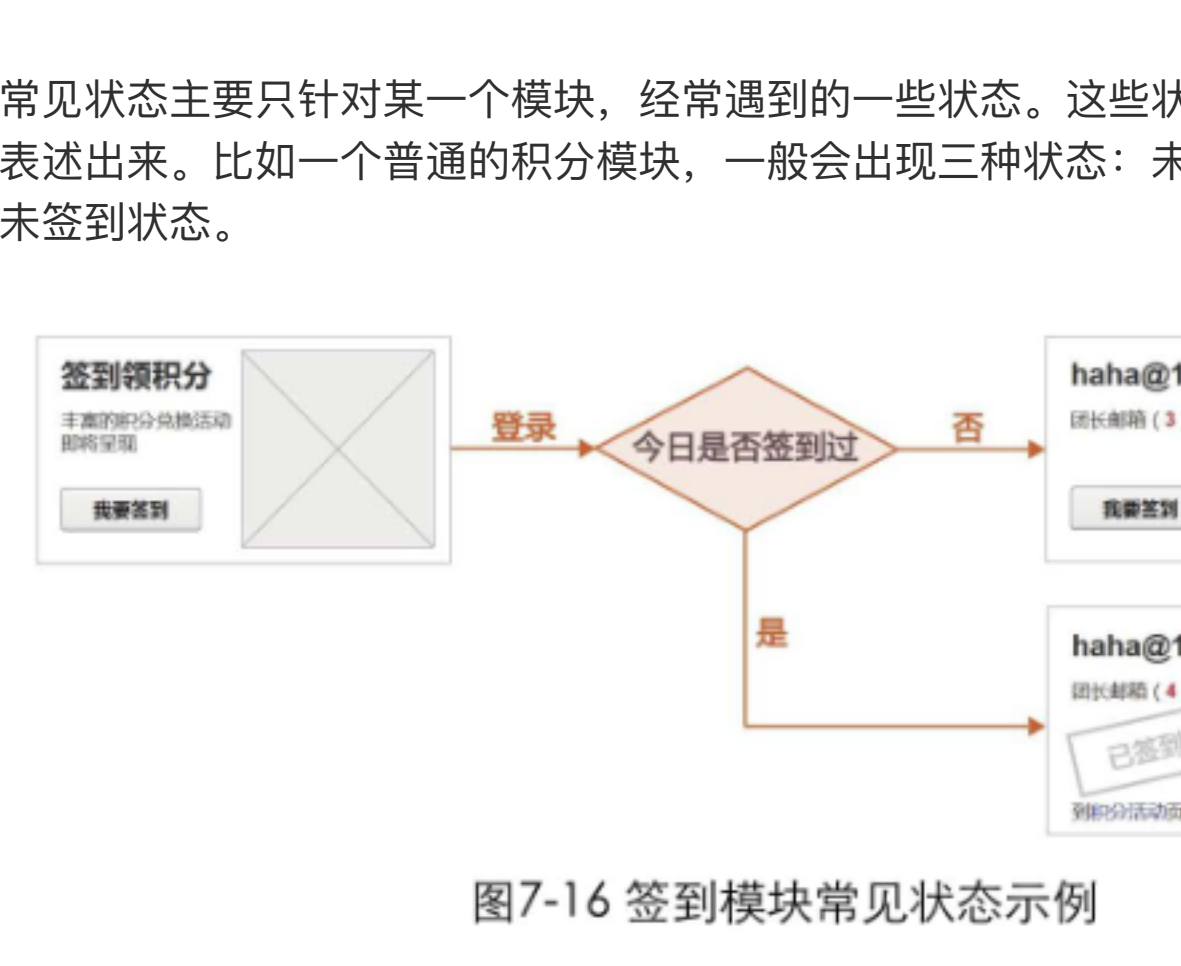 常见状态主要只针对某一个模块，经常遇到的一些状态。这些状
表述出来。比如一个普通的积分模块，一般会出现三种状态：未
未签到状态。
签到领积分
丰富的积分兑换活动
即将呈现
我要签到
登录
今日是否签到过
否
haha@1
团长邮箱 ( 3
我要签到
是
haha@1
团长邮箱 ( 4
已签到
到积分活动页
图7-16 签到模块常见状态示例